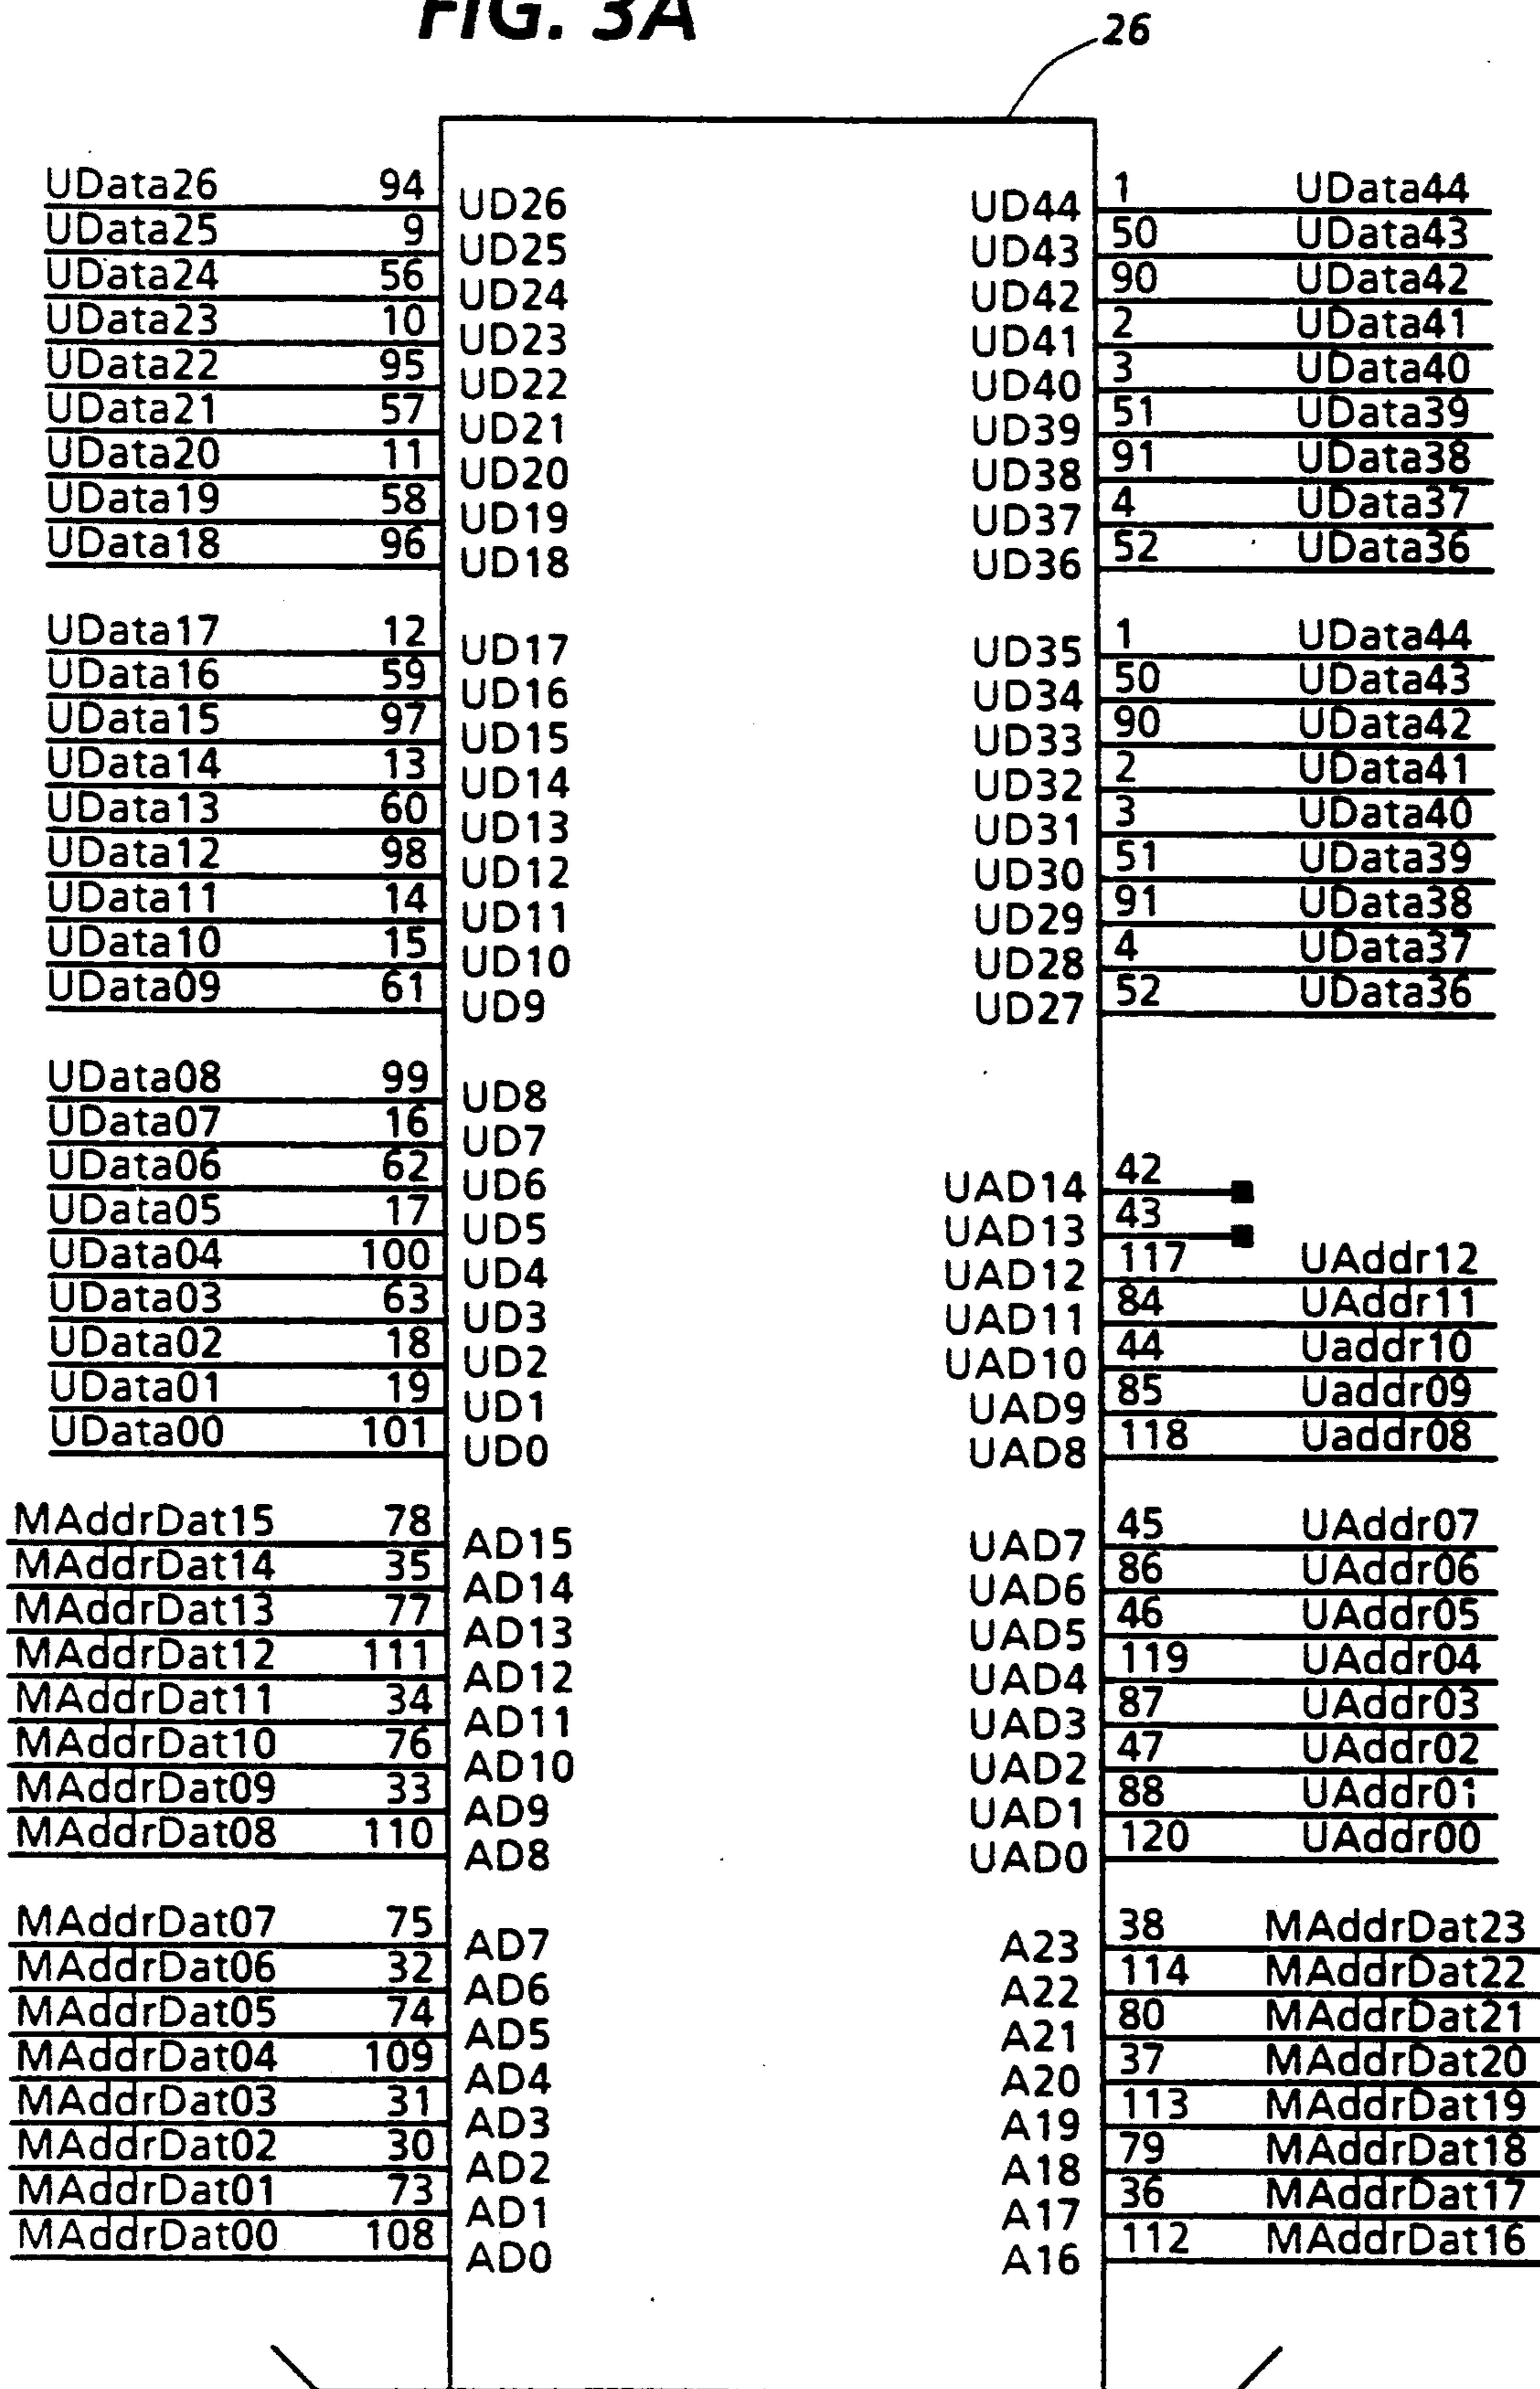 FIG. 3A
26
UData26 94 UD26 UD44 1 UData44
UData25 9 UD25 UD43 50 UData43
UData24 56 UD24 UD42 90 UData42
UData23 10 UD23 UD41 2 UData41
UData22 95 UD22 UD40 3 UData40
UData21 57 UD21 UD39 51 UData39
UData20 11 UD20 UD38 91 UData38
UData19 58 UD19 UD37 4 UData37
UData18 96 UD18 UD36 52 UData36
UData17 12 UD17 UD35 1 UData44
UData16 59 UD16 UD34 50 UData43
UData15 97 UD15 UD33 90 UData42
UData14 13 UD14 UD32 2 UData41
UData13 60 UD13 UD31 3 UData40
UData12 98 UD12 UD30 51 UData39
UData11 14 UD11 UD29 91 UData38
UData10 15 UD10 UD28 4 UData37
UData09 61 UD9 UD27 52 UData36
UData08 99 UD8
UData07 16 UD7
UData06 62 UD6 UAD14 42
UData05 17 UD5 UAD13 43
UData04 100 UD4 UAD12 117 UAddr12
UData03 63 UD3 UAD11 84 UAddr11
UData02 18 UD2 UAD10 44 Uaddr10
UData01 19 UD1 UAD9 85 Uaddr09
UData00 101 UD0 UAD8 118 Uaddr08
MAddrDat15 78 AD15 UAD7 45 UAddr07
MAddrDat14 35 AD14 UAD6 86 UAddr06
MAddrDat13 77 AD13 UAD5 46 UAddr05
MAddrDat12 111 AD12 UAD4 119 UAddr04
MAddrDat11 34 AD11 UAD3 87 UAddr03
MAddrDat10 76 AD10 UAD2 47 UAddr02
MAddrDat09 33 AD9 UAD1 88 UAddr01
MAddrDat08 110 AD8 UAD0 120 UAddr00
MAddrDat07 75 AD7 A23 38 MAddrDat23
MAddrDat06 32 AD6 A22 114 MAddrDat22
MAddrDat05 74 AD5 A21 80 MAddrDat21
MAddrDat04 109 AD4 A20 37 MAddrDat20
MAddrDat03 31 AD3 A19 113 MAddrDat19
MAddrDat02 30 AD2 A18 79 MAddrDat18
MAddrDat01 73 AD1 A17 36 MAddrDat17
MAddrDat00 108 AD0 A16 112 MAddrDat16